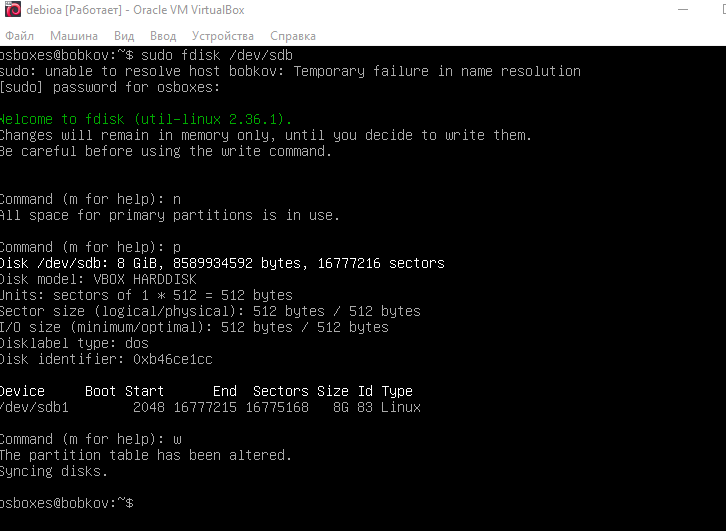 debioa [Работает] - Oracle VM VirtualBox
Файл Машина Вид Ввод Устройства Справка
osboxes@bobkov:~$ sudo fdisk /dev/sdb
sudo: unable to resolve host bobkov: Temporary failure in name resolution
[sudo] password for osboxes:
Welcome to fdisk (util-linux 2.36.1).
Changes will remain in memory only, until you decide to write them.
Be careful before using the write command.
Command (m for help): n
All space for primary partitions is in use.
Command (m for help): p
Disk /dev/sdb: 8 GiB, 8589934592 bytes, 16777216 sectors
Disk model: VBOX HARDDISK
Units: sectors of 1 * 512 = 512 bytes
Sector size (logical/physical): 512 bytes / 512 bytes
I/O size (minimum/optimal): 512 bytes / 512 bytes
Disklabel type: dos
Disk identifier: 0xb46ce1cc
Device     Boot Start      End  Sectors Size Id Type
/dev/sdb1        2048 16777215 16775168   8G 83 Linux
Command (m for help): w
The partition table has been altered.
Syncing disks.
osboxes@bobkov:~$